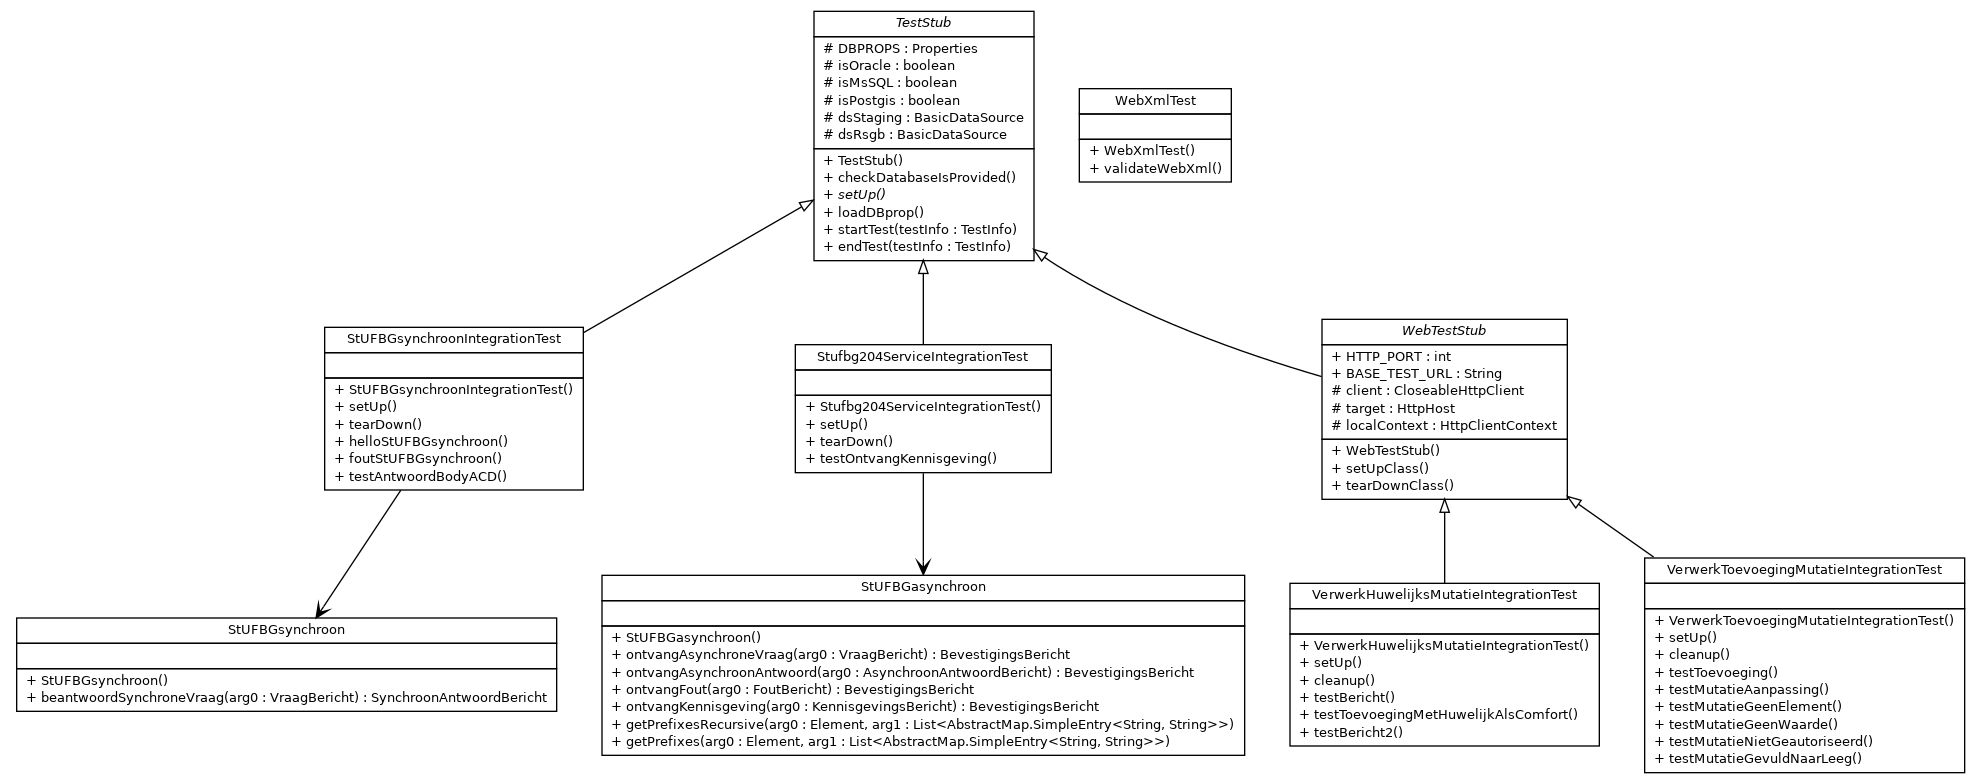 TestStub
# DBPROPS : Properties
# isOracle : boolean
# isMsSQL : boolean
# isPostgis : boolean
# dsStaging : BasicDataSource
# dsRsgb : BasicDataSource
+ TestStub()
+ checkDatabaseIsProvided()
+ setUp()
+ loadDBprop()
+ startTest(testInfo : TestInfo)
+ endTest(testInfo : TestInfo)
WebXmlTest
+ WebXmlTest()
+ validateWebXml()
StUFBGsynchroonIntegrationTest
+ StUFBGsynchroonIntegrationTest()
+ setUp()
+ tearDown()
+ helloStUFBGsynchroon()
+ foutStUFBGsynchroon()
+ testAntwoordBodyACD()
Stufbg204ServiceIntegrationTest
+ Stufbg204ServiceIntegrationTest()
+ setUp()
+ tearDown()
+ testOntvangKennisgeving()
WebTestStub
+ HTTP_PORT : int
+ BASE_TEST_URL : String
# client : CloseableHttpClient
# target : HttpHost
# localContext : HttpClientContext
+ WebTestStub()
+ setUpClass()
+ tearDownClass()
StUFBGsynchroon
+ StUFBGsynchroon()
+ beantwoordSynchroneVraag(arg0 : VraagBericht) : SynchroonAntwoordBericht
StUFBGasynchroon
+ StUFBGasynchroon()
+ ontvangAsynchroneVraag(arg0 : VraagBericht) : BevestigingsBericht
+ ontvangAsynchroonAntwoord(arg0 : AsynchroonAntwoordBericht) : BevestigingsBericht
+ ontvangFout(arg0 : FoutBericht) : BevestigingsBericht
+ ontvangKennisgeving(arg0 : KennisgevingsBericht) : BevestigingsBericht
+ getPrefixesRecursive(arg0 : Element, arg1 : List<AbstractMap.SimpleEntry<String, String>>)
+ getPrefixes(arg0 : Element, arg1 : List<AbstractMap.SimpleEntry<String, String>>)
VerwerkHuwelijksMutatieIntegrationTest
+ VerwerkHuwelijksMutatieIntegrationTest()
+ setUp()
+ cleanup()
+ testBericht()
+ testToevoegingMetHuwelijkAlsComfort()
+ testBericht2()
VerwerkToevoegingMutatieIntegrationTest
+ VerwerkToevoegingMutatieIntegrationTest()
+ setUp()
+ cleanup()
+ testToevoeging()
+ testMutatieAanpassing()
+ testMutatieGeenElement()
+ testMutatieGeenWaarde()
+ testMutatieNietGeautoriseerd()
+ testMutatieGevuldNaarLeeg()